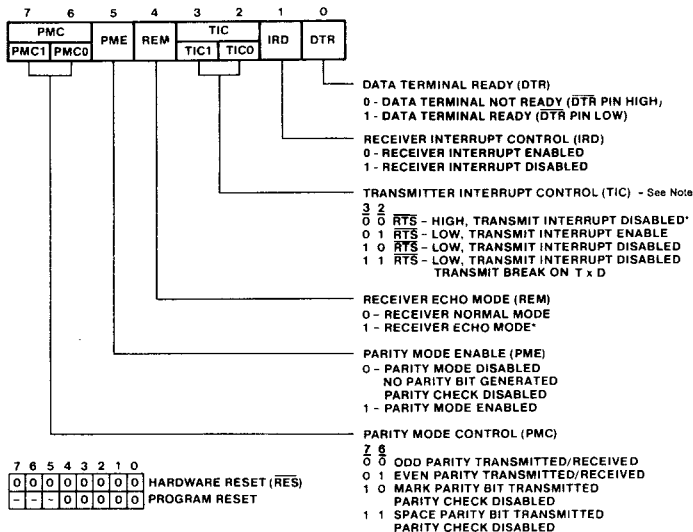 7 6 5 4 3 2 1 0
PMC PME REM TIC IRD DTR
PMC1 PMC0 TIC1 TIC0
DATA TERMINAL READY (DTR)
0 - DATA TERMINAL NOT READY (DTR PIN HIGH)
1 - DATA TERMINAL READY (DTR PIN LOW)
RECEIVER INTERRUPT CONTROL (IRD)
0 - RECEIVER INTERRUPT ENABLED
1 - RECEIVER INTERRUPT DISABLED
TRANSMITTER INTERRUPT CONTROL (TIC) - See Note
3 2
0 0 RTS - HIGH, TRANSMIT INTERRUPT DISABLED*
0 1 RTS - LOW, TRANSMIT INTERRUPT ENABLE
1 0 RTS - LOW, TRANSMIT INTERRUPT DISABLED
1 1 RTS - LOW, TRANSMIT INTERRUPT DISABLED
TRANSMIT BREAK ON T x D
RECEIVER ECHO MODE (REM)
0 - RECEIVER NORMAL MODE
1 - RECEIVER ECHO MODE*
PARITY MODE ENABLE (PME)
0 - PARITY MODE DISABLED
NO PARITY BIT GENERATED
PARITY CHECK DISABLED
1 - PARITY MODE ENABLED
PARITY MODE CONTROL (PMC)
7 6
0 0 ODD PARITY TRANSMITTED/RECEIVED
0 1 EVEN PARITY TRANSMITTED/RECEIVED
1 0 MARK PARITY BIT TRANSMITTED
PARITY CHECK DISABLED
1 1 SPACE PARITY BIT TRANSMITTED
PARITY CHECK DISABLED
7 6 5 4 3 2 1 0
0 0 0 0 0 0 0 0 HARDWARE RESET (RES)
- - - 0 0 0 0 0 PROGRAM RESET